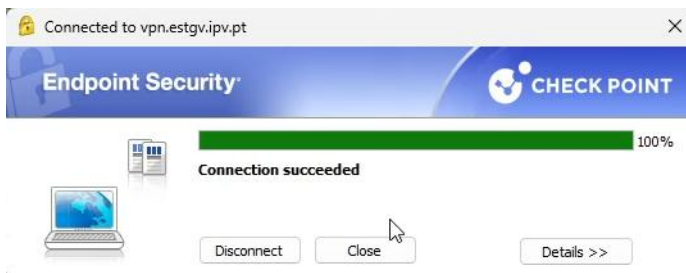 Connected to vpn.estgv.ipv.pt
Endpoint Security
CHECK POINT
100%
Connection succeeded
Disconnect Close Details >>